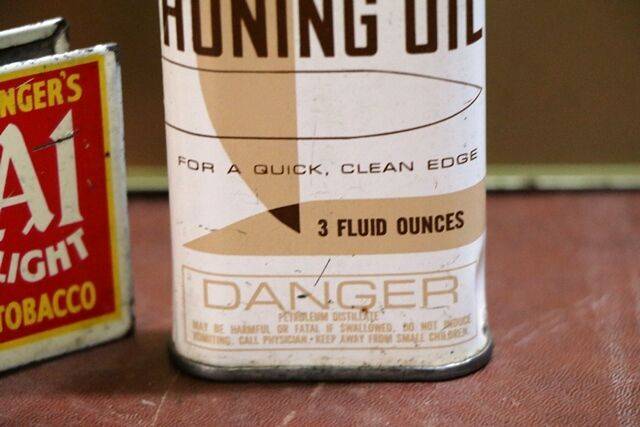 HONING OIL
FOR A QUICK, CLEAN EDGE
3 FLUID OUNCES
DANGER
PETROLEUM DISTILLATE
MAY BE HARMFUL OR FATAL IF SWALLOWED. DO NOT INDUCE
VOMITING. CALL PHYSICIAN • KEEP AWAY FROM SMALL CHILDREN.
NGER'S
A1
LIGHT
TOBACCO